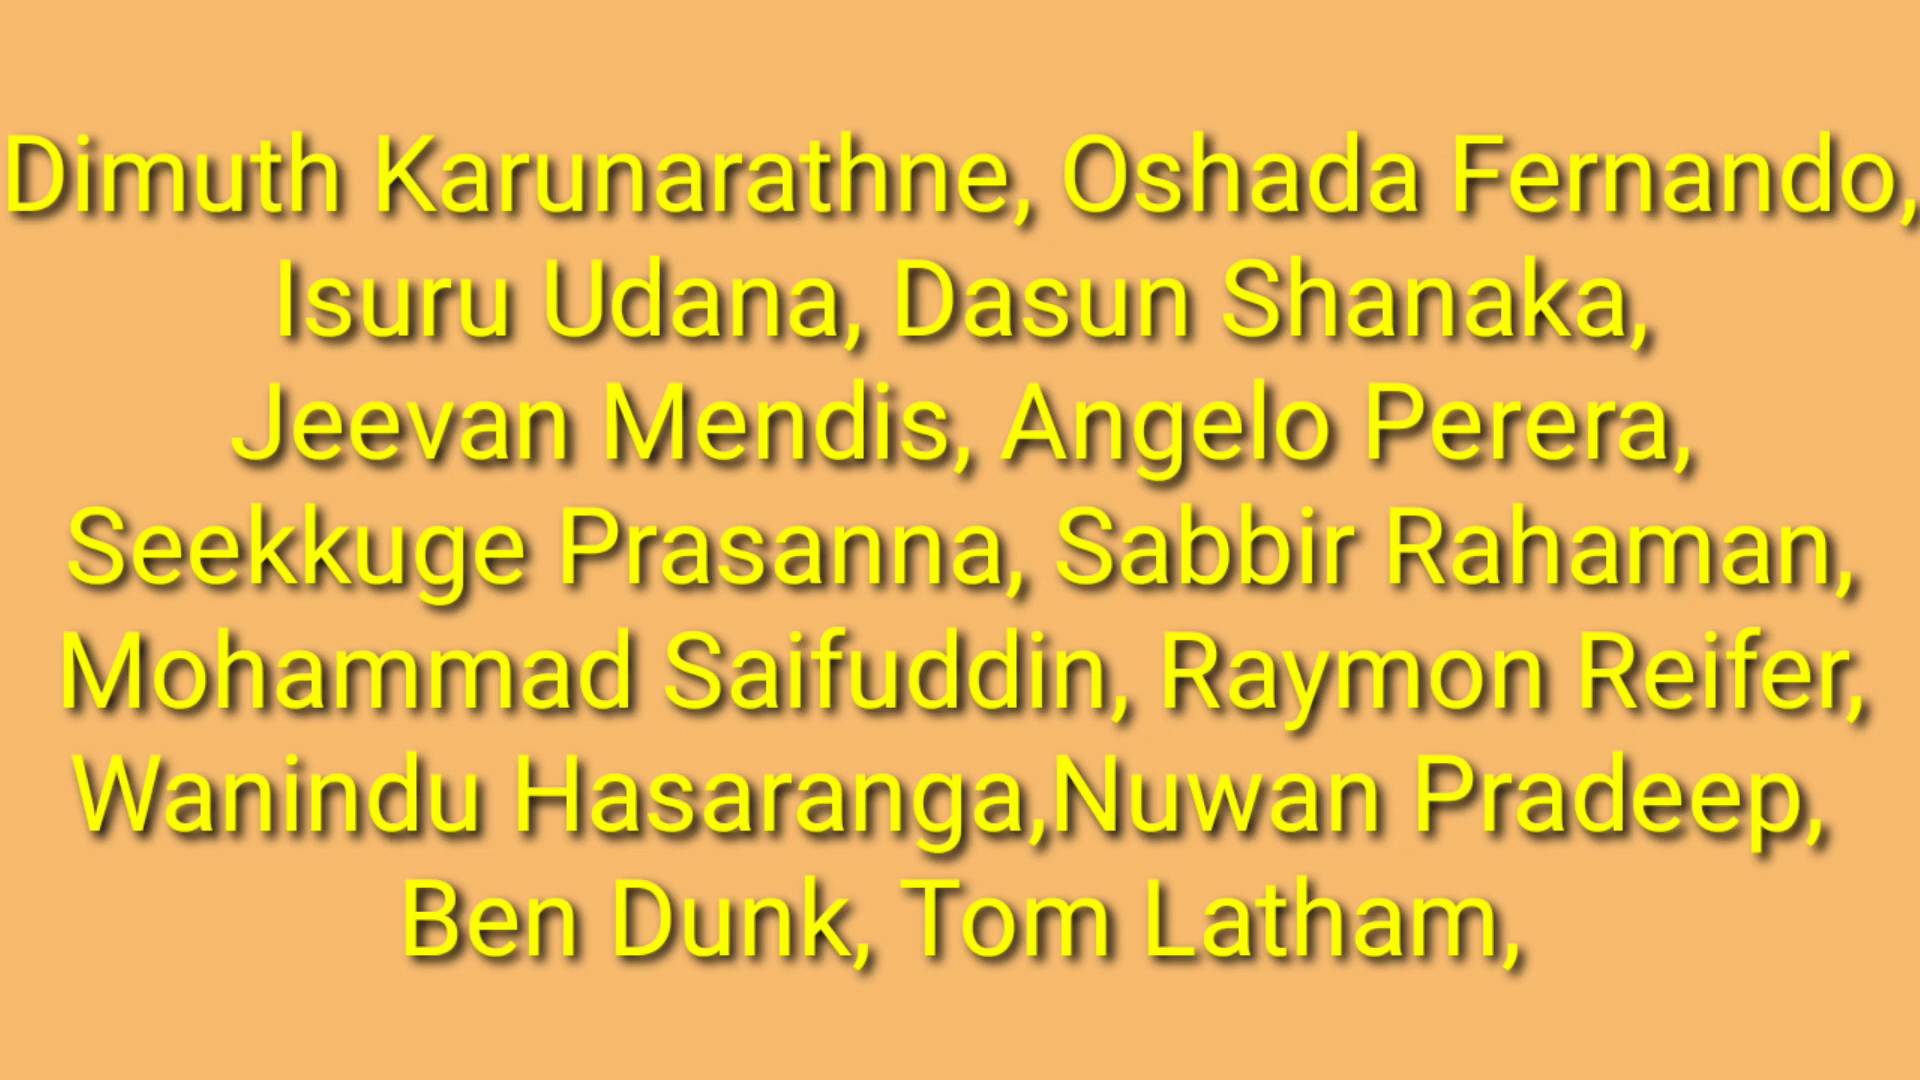 Dimuth Karunarathne, Oshada Fernando,
Isuru Udana, Dasun Shanaka,
Jeevan Mendis, Angelo Perera,
Seekkuge Prasanna, Sabbir Rahaman,
Mohammad Saifuddin, Raymon Reifer,
Wanindu Hasaranga,Nuwan Pradeep,
Ben Dunk, Tom Latham,